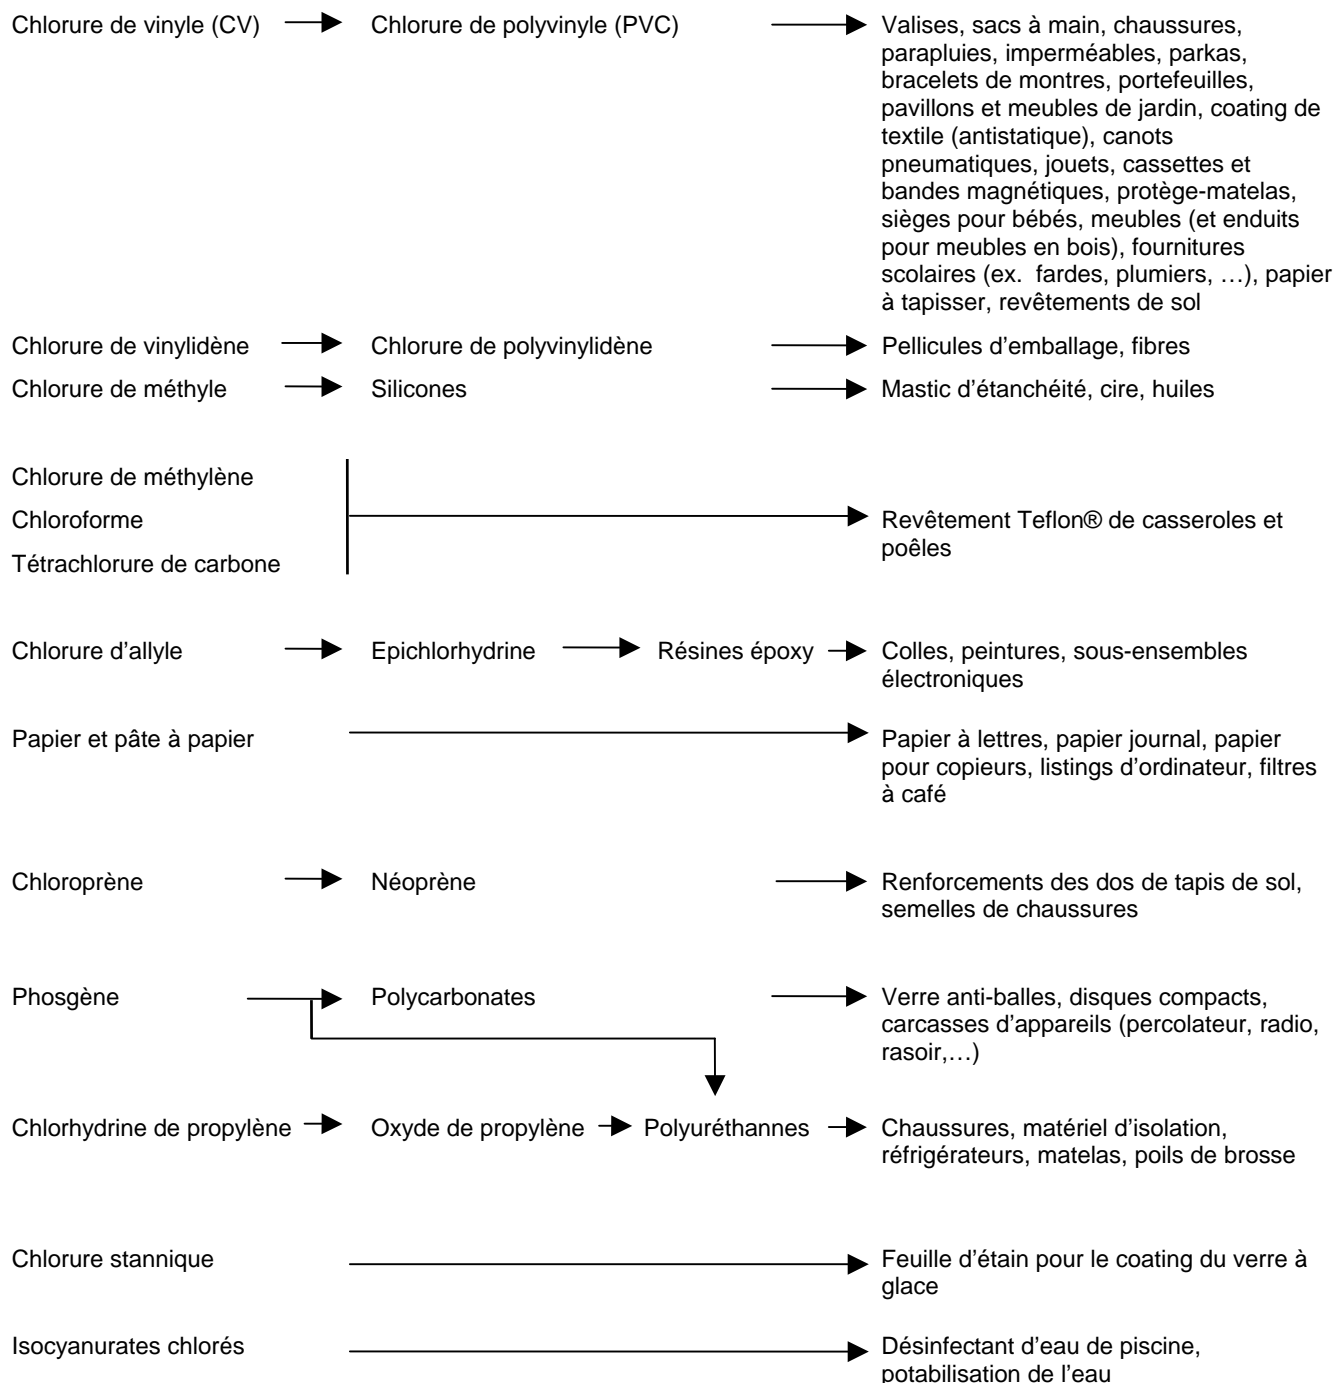 Chlorure de vinyle (CV) Chlorure de polyvinyle (PVC) Valises, sacs à main, chaussures,
parapluies, imperméables, parkas,
bracelets de montres, portefeuilles,
pavillons et meubles de jardin, coating de
textile (antistatique), canots
pneumatiques, jouets, cassettes et
bandes magnétiques, protège-matelas,
sièges pour bébés, meubles (et enduits
pour meubles en bois), fournitures
scolaires (ex. fardes, plumiers, …), papier
à tapisser, revêtements de sol
Chlorure de vinylidène Chlorure de polyvinylidène Pellicules d’emballage, fibres
Chlorure de méthyle Silicones Mastic d’étanchéité, cire, huiles
Chlorure de méthylène
Chloroforme Revêtement Teflon® de casseroles et
poêles
Tétrachlorure de carbone
Chlorure d’allyle Epichlorhydrine Résines époxy Colles, peintures, sous-ensembles
électroniques
Papier et pâte à papier Papier à lettres, papier journal, papier
pour copieurs, listings d’ordinateur, filtres
à café
Chloroprène Néoprène Renforcements des dos de tapis de sol,
semelles de chaussures
Phosgène Polycarbonates Verre anti-balles, disques compacts,
carcasses d’appareils (percolateur, radio,
rasoir,…)
Chlorhydrine de propylène Oxyde de propylène Polyuréthannes Chaussures, matériel d’isolation,
réfrigérateurs, matelas, poils de brosse
Chlorure stannique Feuille d’étain pour le coating du verre à
glace
Isocyanurates chlorés Désinfectant d’eau de piscine,
potabilisation de l’eau